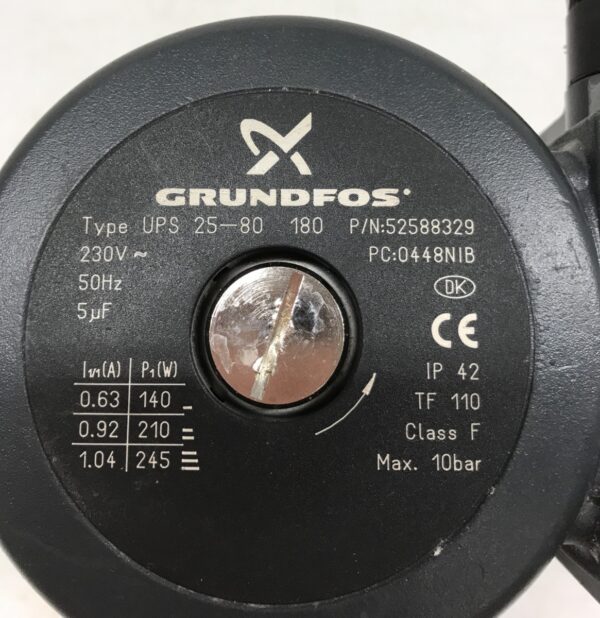 GRUNDFOS
Type UPS 25-80 180 P/N:52588329
230V ~ PC:0448NIB
50Hz
DK
5µF
CE
I1/1(A) P1(W) IP 42
0.63 140 TF 110
0.92 210 Class F
1.04 245 Max. 10bar